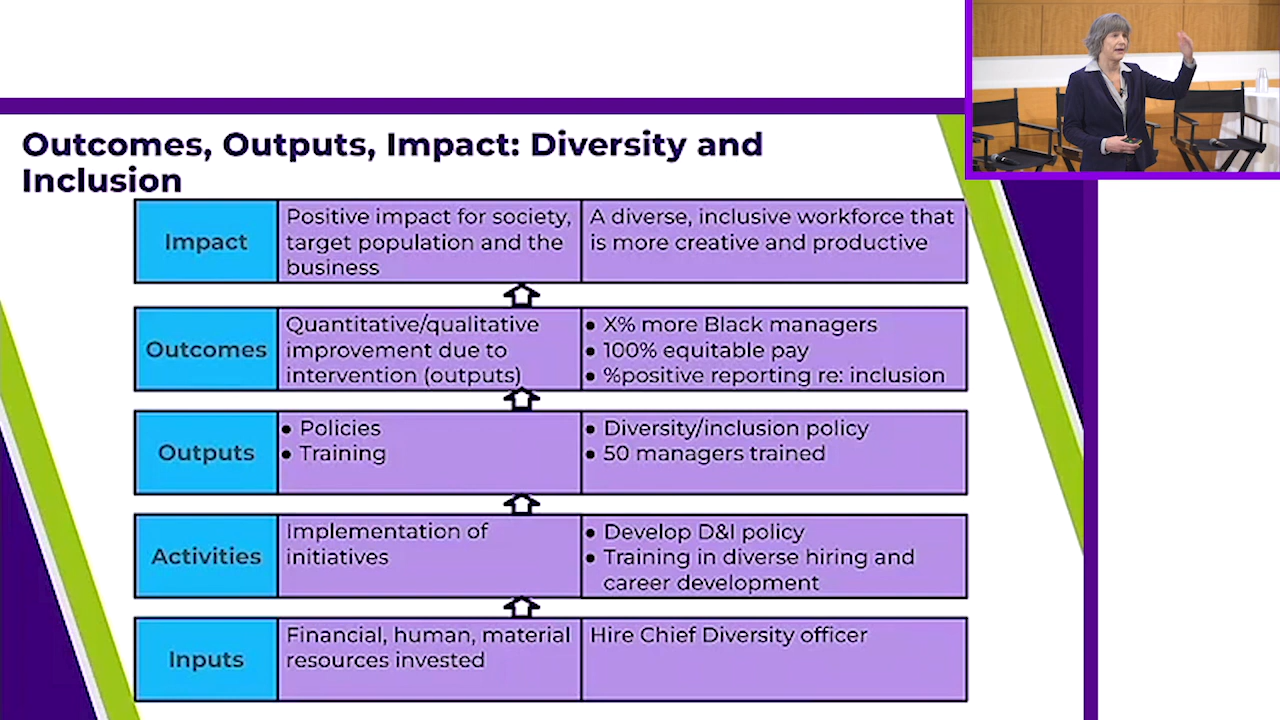 Outcomes, Outputs, Impact: Diversity and
Inclusion
Impact
Positive impact for society,
target population and the
business
A diverse, inclusive workforce that
is more creative and productive
Outcomes
Quantitative/qualitative
improvement due to
intervention (outputs)
• X% more Black managers
• 100% equitable pay
• %positive reporting re: inclusion
Outputs
• Policies
• Training
• Diversity/inclusion policy
• 50 managers trained
Activities
Implementation of
initiatives
• Develop D&I policy
• Training in diverse hiring and
career development
Inputs
Financial, human, material
resources invested
Hire Chief Diversity officer